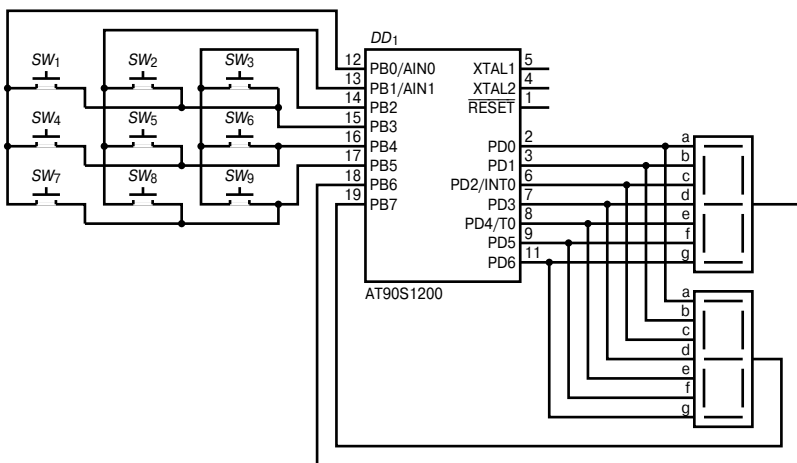 DD1
SW1 SW2 SW3
SW4 SW5 SW6
SW7 SW8 SW9
12 PB0/AIN0
13 PB1/AIN1
14 PB2
15 PB3
16 PB4
17 PB5
18 PB6
19 PB7
XTAL1 5
XTAL2 4
RESET 1
PD0 2
PD1 3
PD2/INT0 6
PD3 7
PD4/T0 8
PD5 9
PD6 11
AT90S1200
a
b
c
d
e
f
g
a
b
c
d
e
f
g